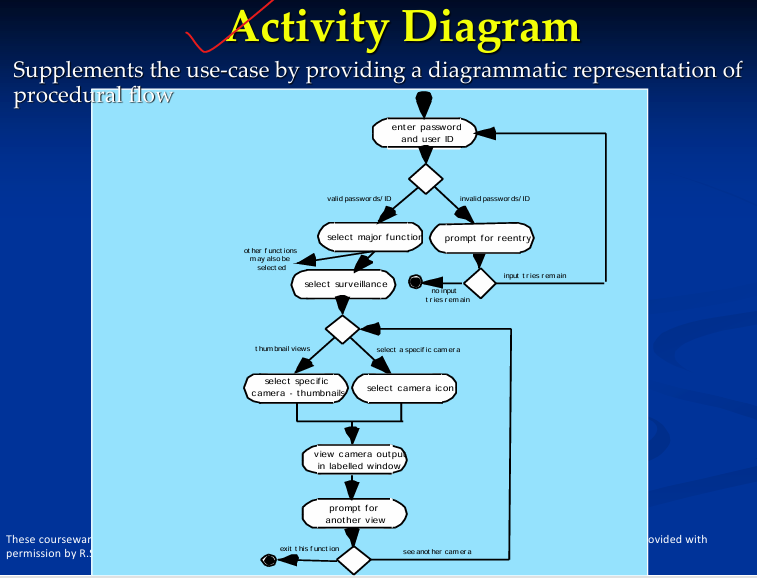 Activity Diagram
Supplements the use-case by providing a diagrammatic representation of
procedural flow
enter password
and user ID
valid passwords/ID
invalid passwords/ID
select major function
prompt for reentry
other functions
may also be
selected
input tries remain
select surveillance
no input
tries remain
thumbnail views
select a specific camera
select specific
camera - thumbnails
select camera icon
view camera output
in labelled window
prompt for
another view
exit this function
see another camera
These coursewar
ovided with
permission by R.S